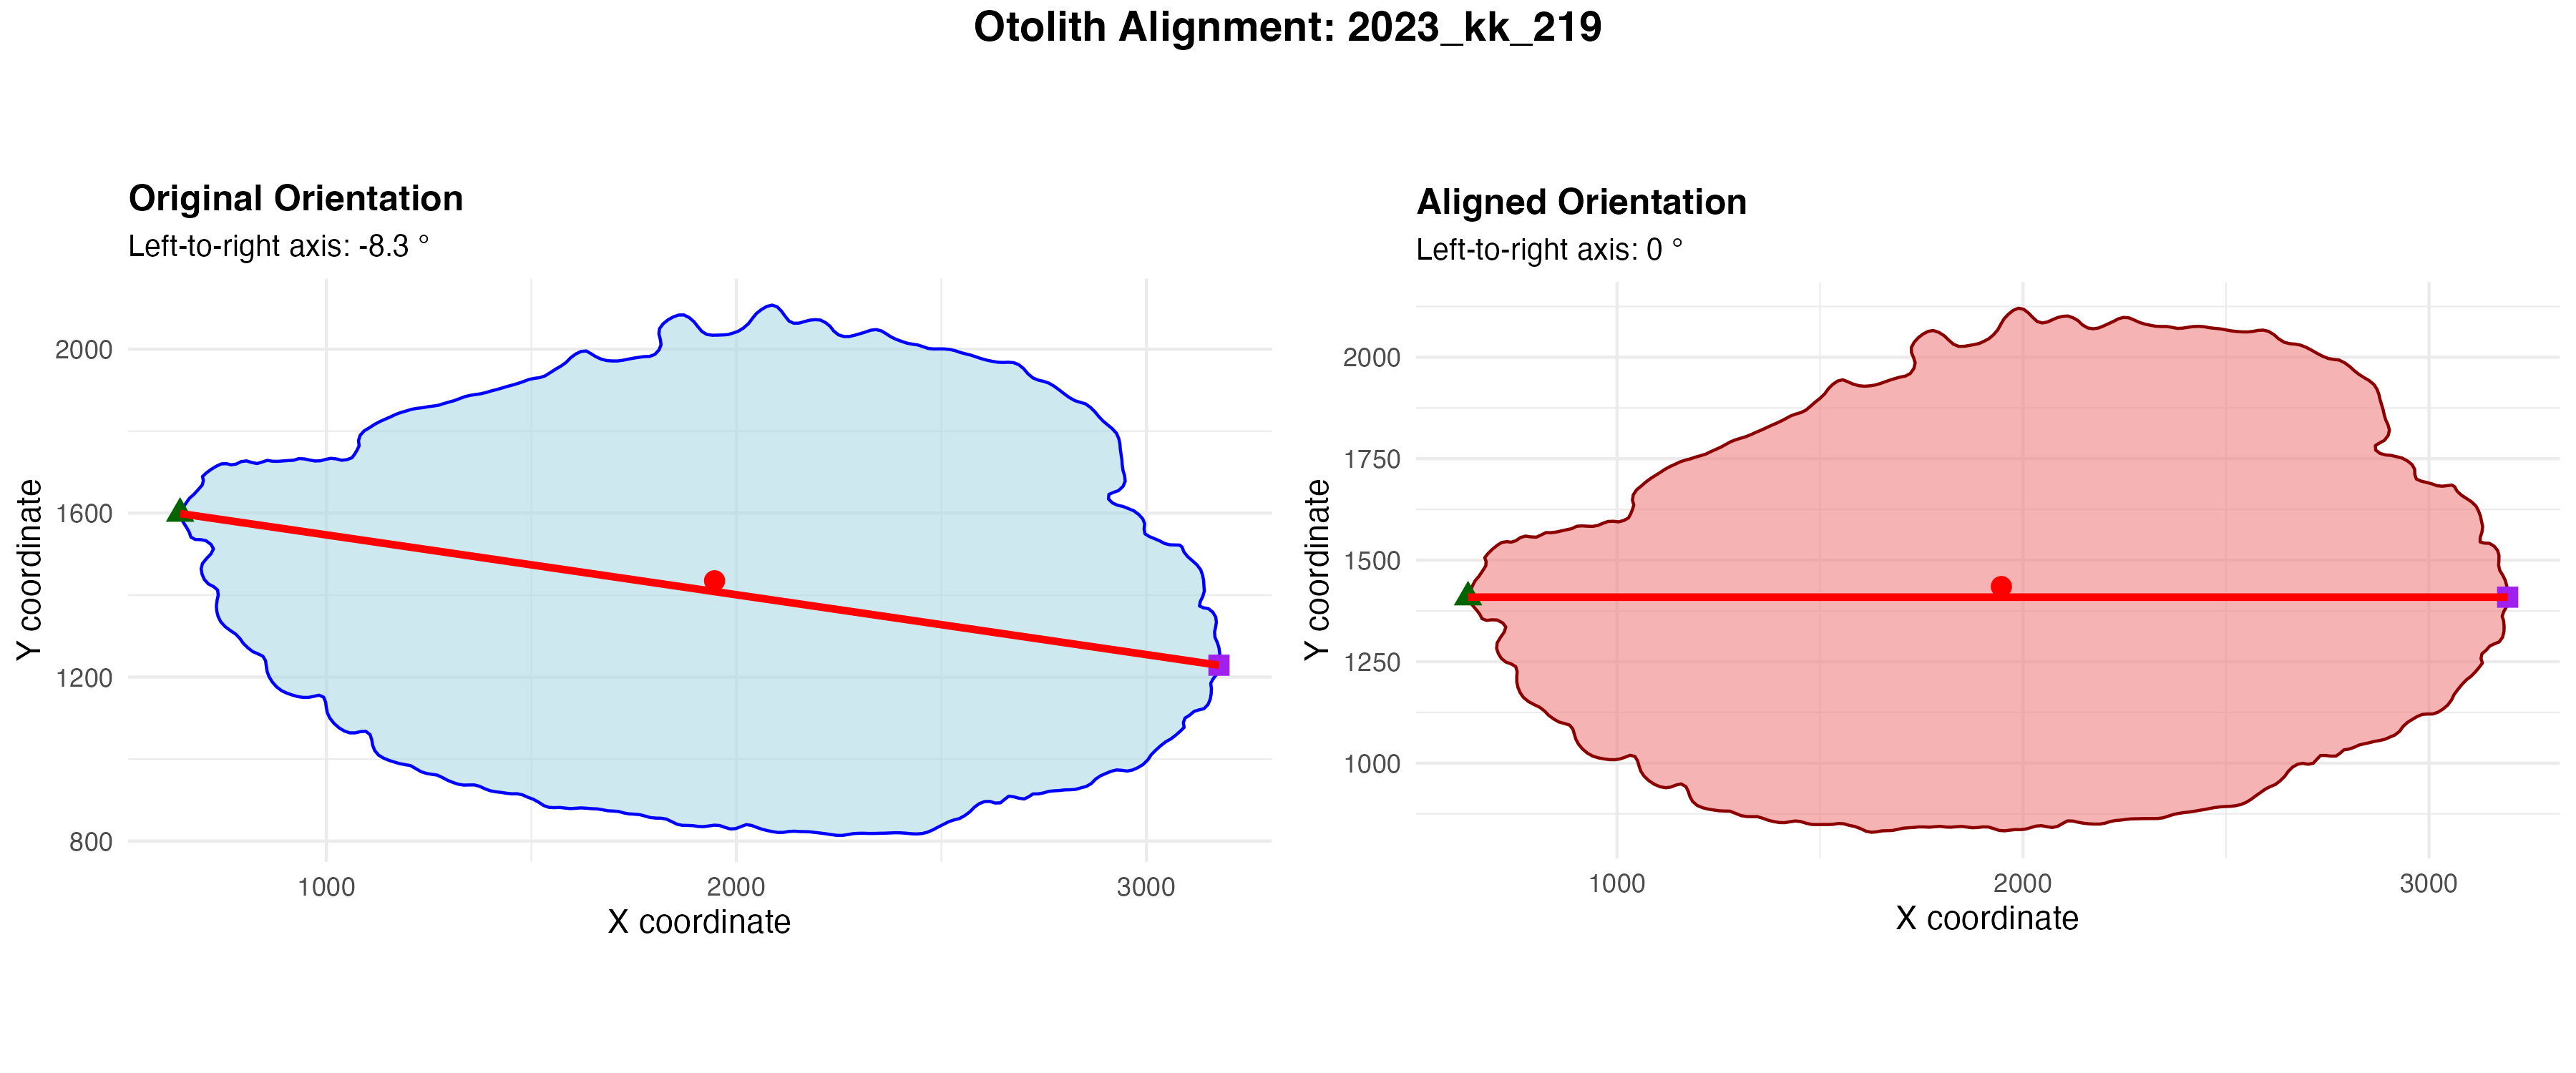 Otolith Alignment: 2023_kk_219
Original Orientation
Left-to-right axis: -8.3 °
Y coordinate
2000
1600
1200
800
1000
2000
3000
X coordinate
Aligned Orientation
Left-to-right axis: 0 °
Y coordinate
2000
1750
1500
1250
1000
1000
2000
3000
X coordinate